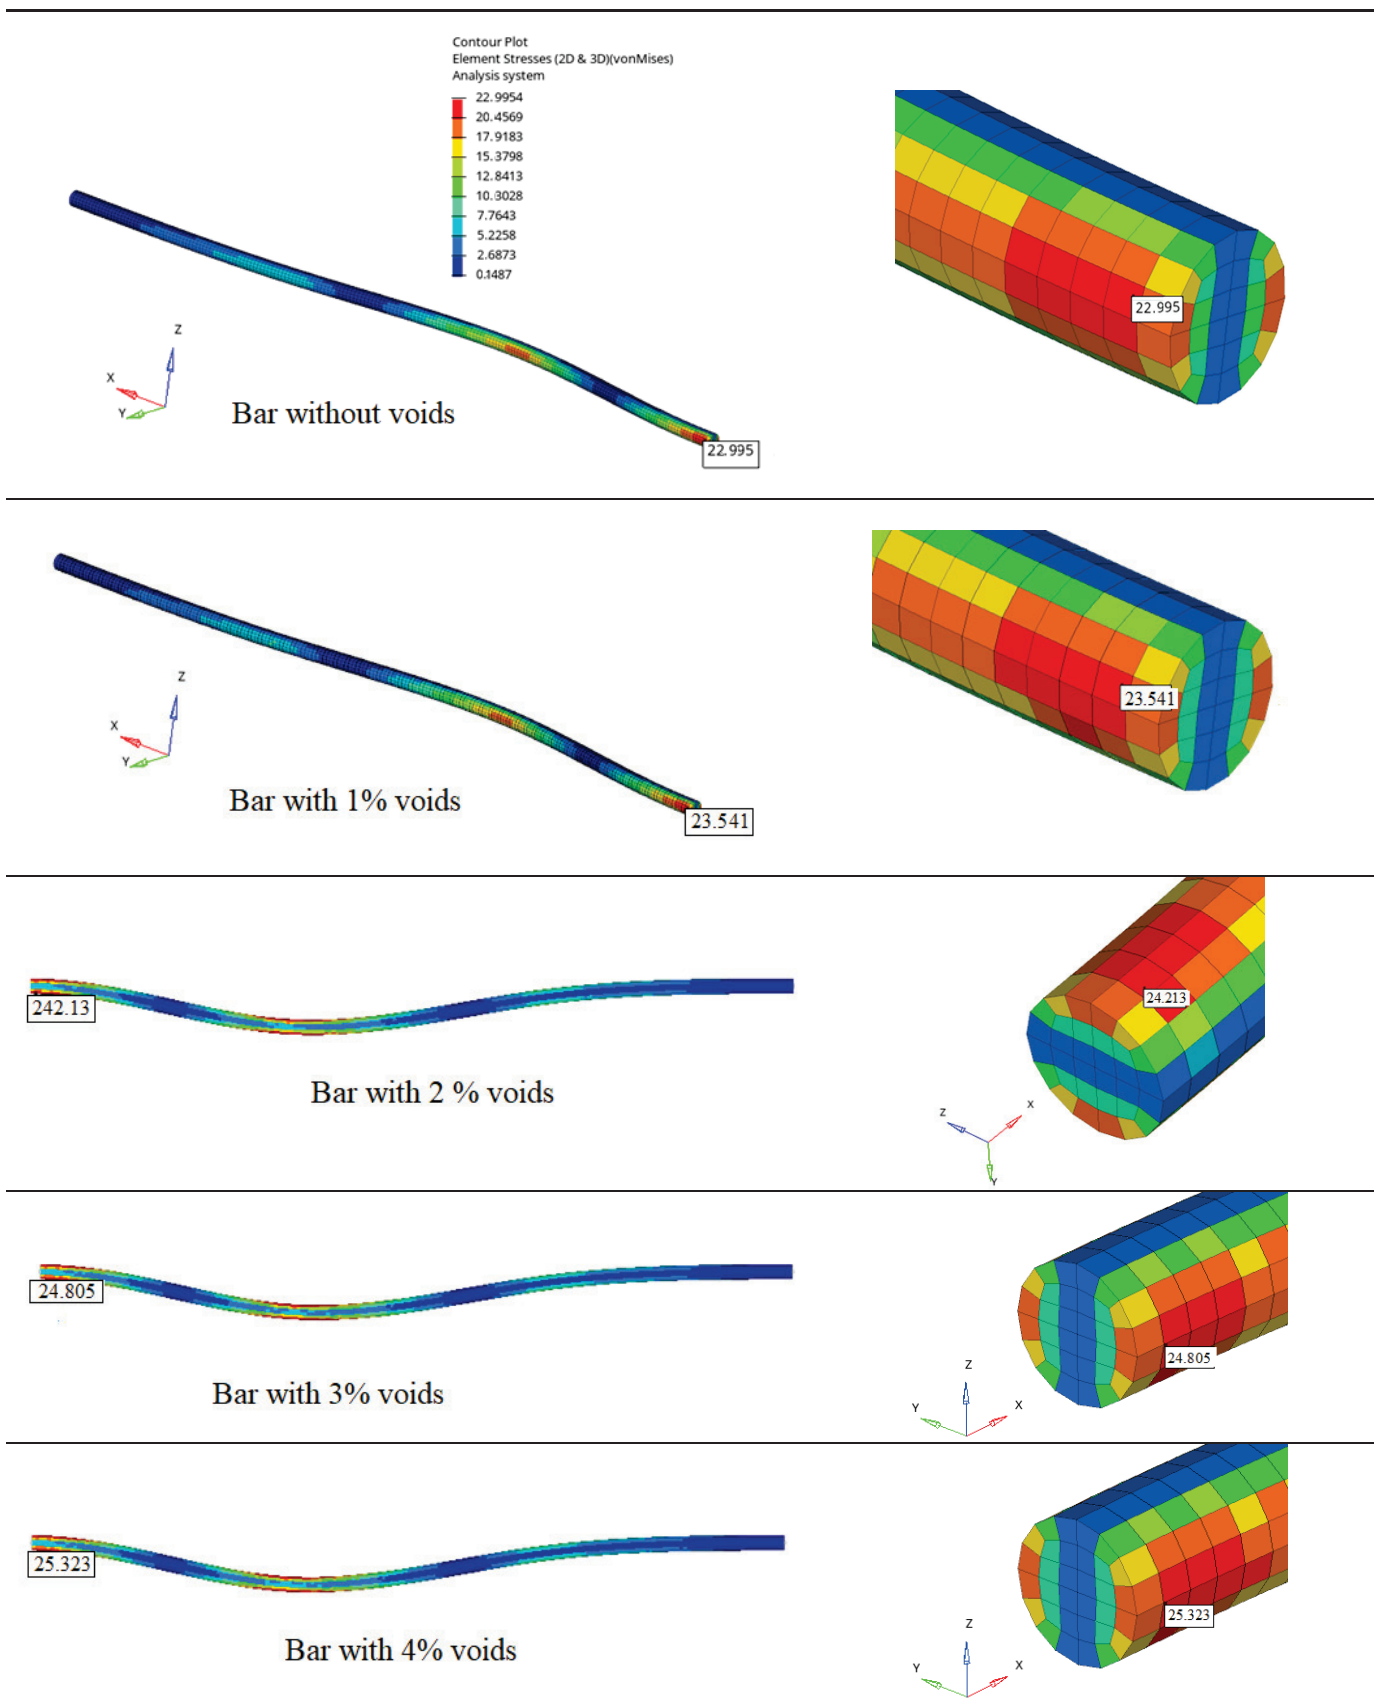 Contour Plot
Element Stresses (2D & 3D)(vonMises)
Analysis system
22.9954
20.4569
17.9183
15.3798
12.8413
10.3028
7.7643
5.2258
2.6873
0.1487
Z
X
Y
Bar without voids
22.995
22.995
Z
X
Y
Bar with 1% voids
23.541
23.541
242.13
Bar with 2 % voids
24.213
Z
X
Y
24.805
Bar with 3% voids
24.805
Z
Y
X
25.323
Bar with 4% voids
25.323
Z
Y
X